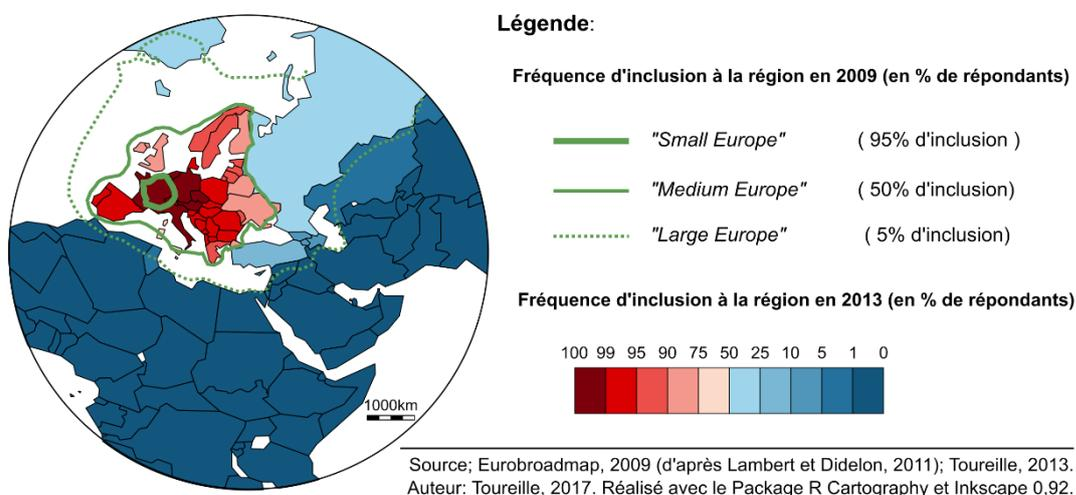 Légende:
Fréquence d'inclusion à la région en 2009 (en % de répondants)
"Small Europe" ( 95% d'inclusion )
"Medium Europe" ( 50% d'inclusion)
"Large Europe" ( 5% d'inclusion)
Fréquence d'inclusion à la région en 2013 (en % de répondants)
100 99 95 90 75 50 25 10 5 1 0
1000km
Source; Eurobroadmap, 2009 (d'après Lambert et Didelon, 2011); Toureille, 2013.
Auteur: Toureille, 2017. Réalisé avec le Package R Cartography et Inkscape 0,92.